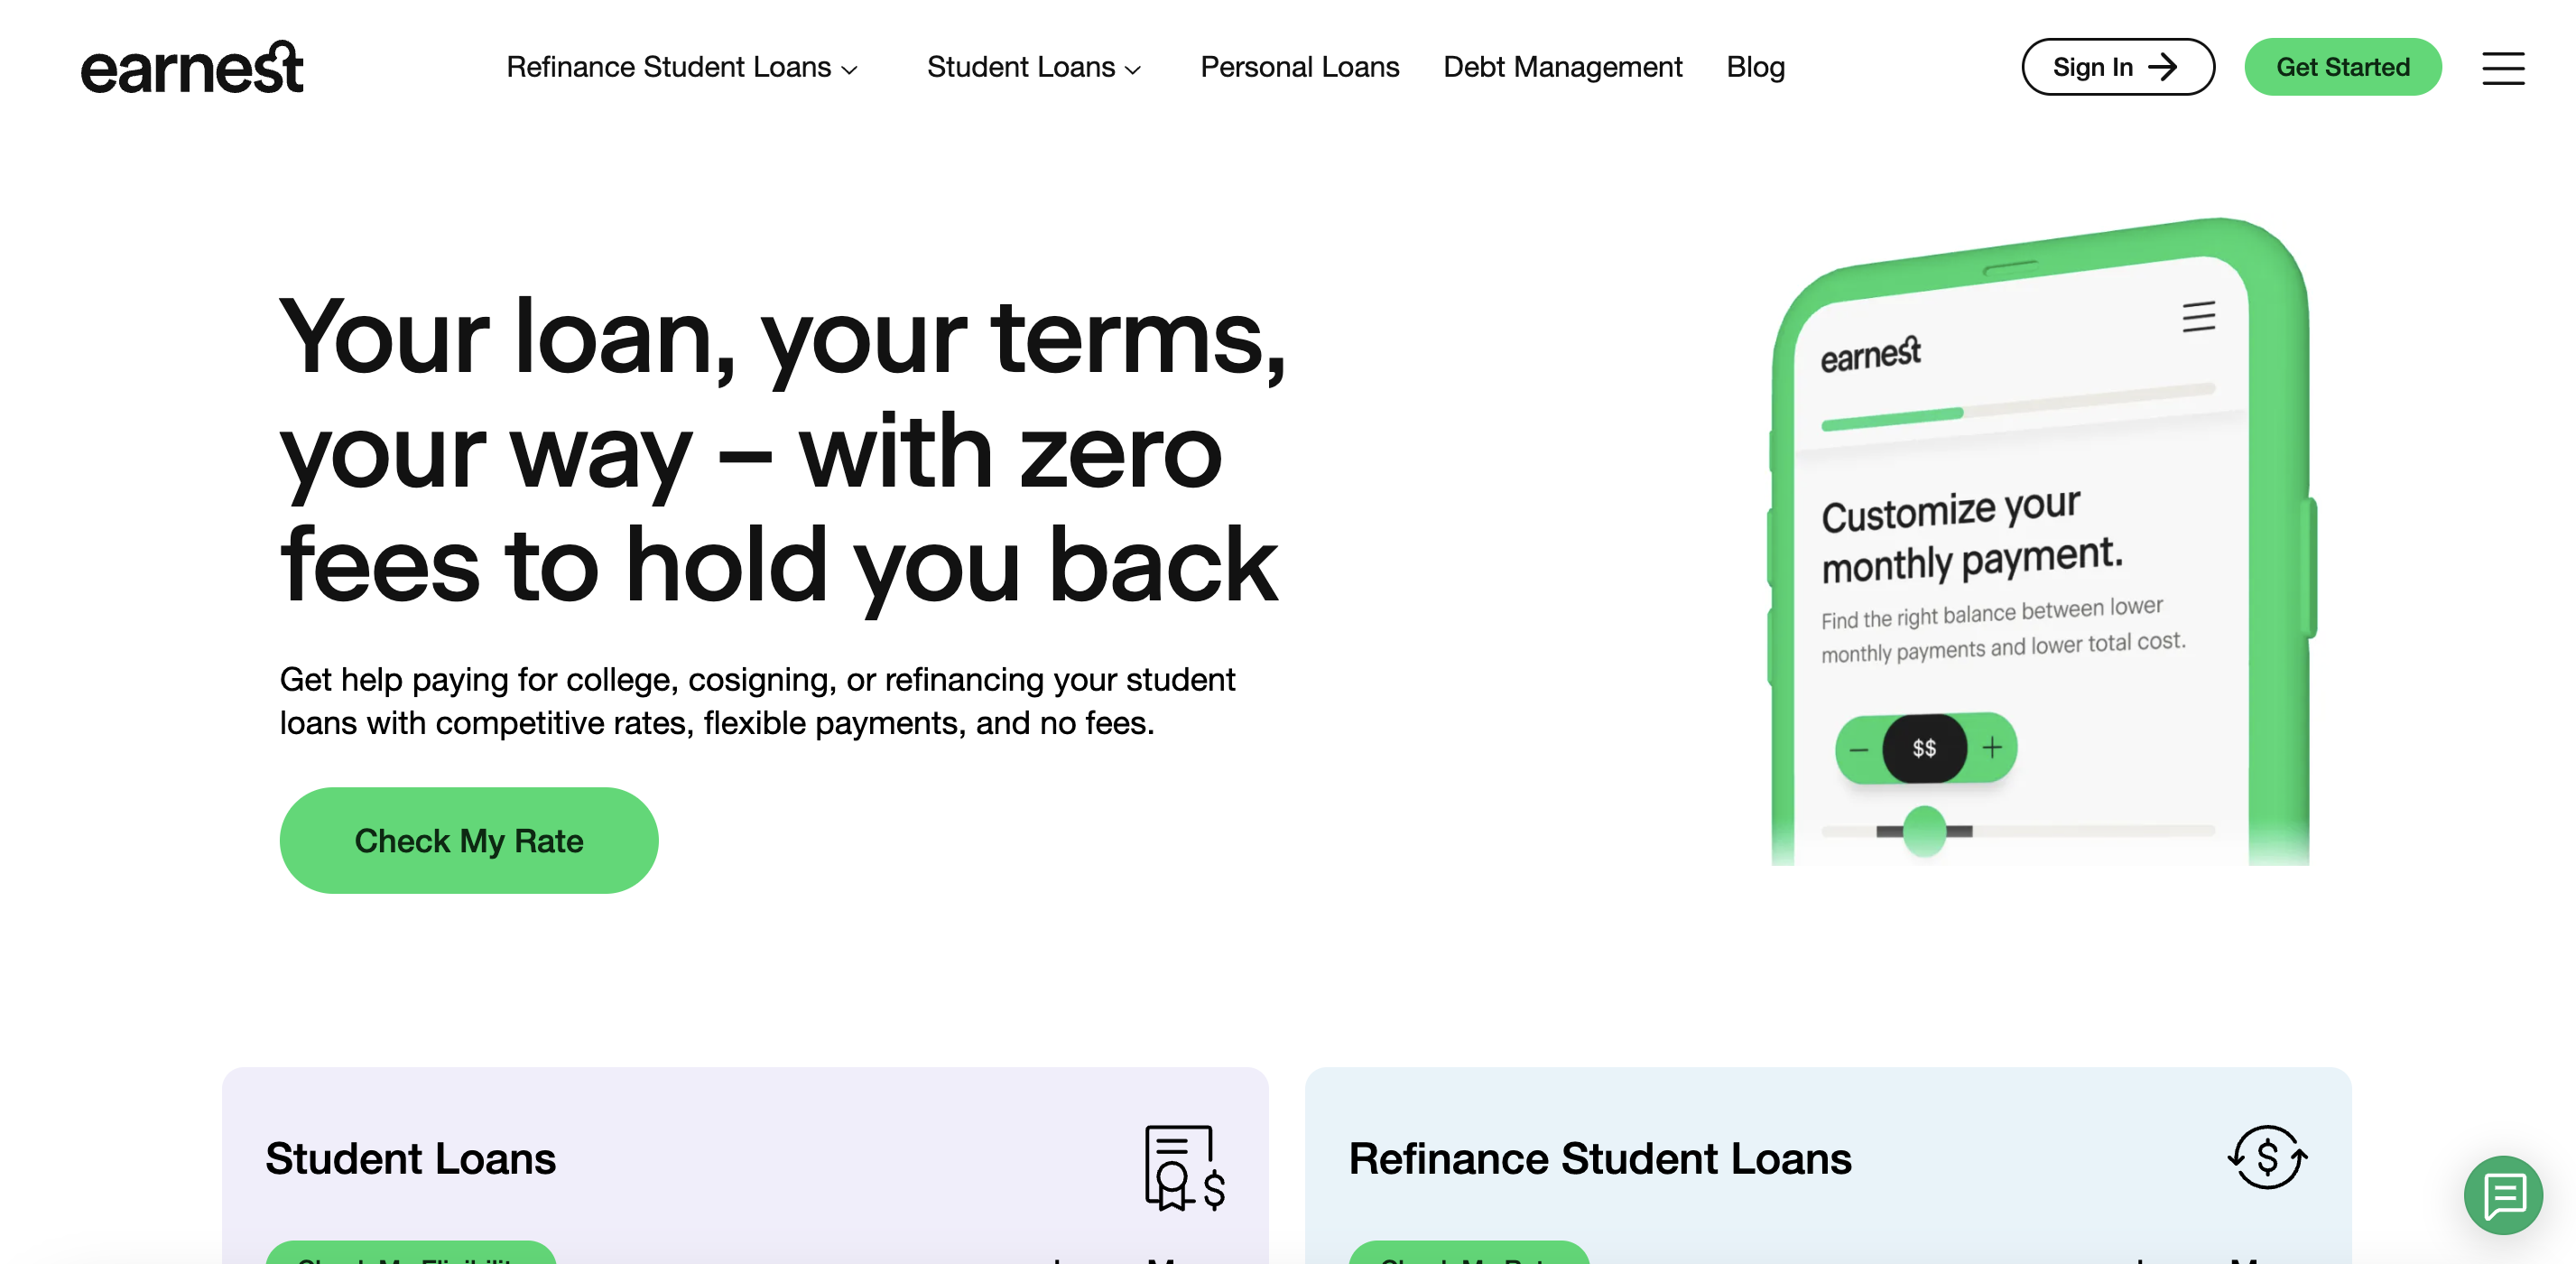 earnest
Refinance Student Loans
Student Loans
Personal Loans
Debt Management
Blog
Sign In
Get Started
Your loan, your terms,
your way – with zero
fees to hold you back
Get help paying for college, cosigning, or refinancing your student
loans with competitive rates, flexible payments, and no fees.
Check My Rate
earnest
Customize your
monthly payment.
Find the right balance between lower
monthly payments and lower total cost.
− $$ +
Student Loans
$
Refinance Student Loans
$